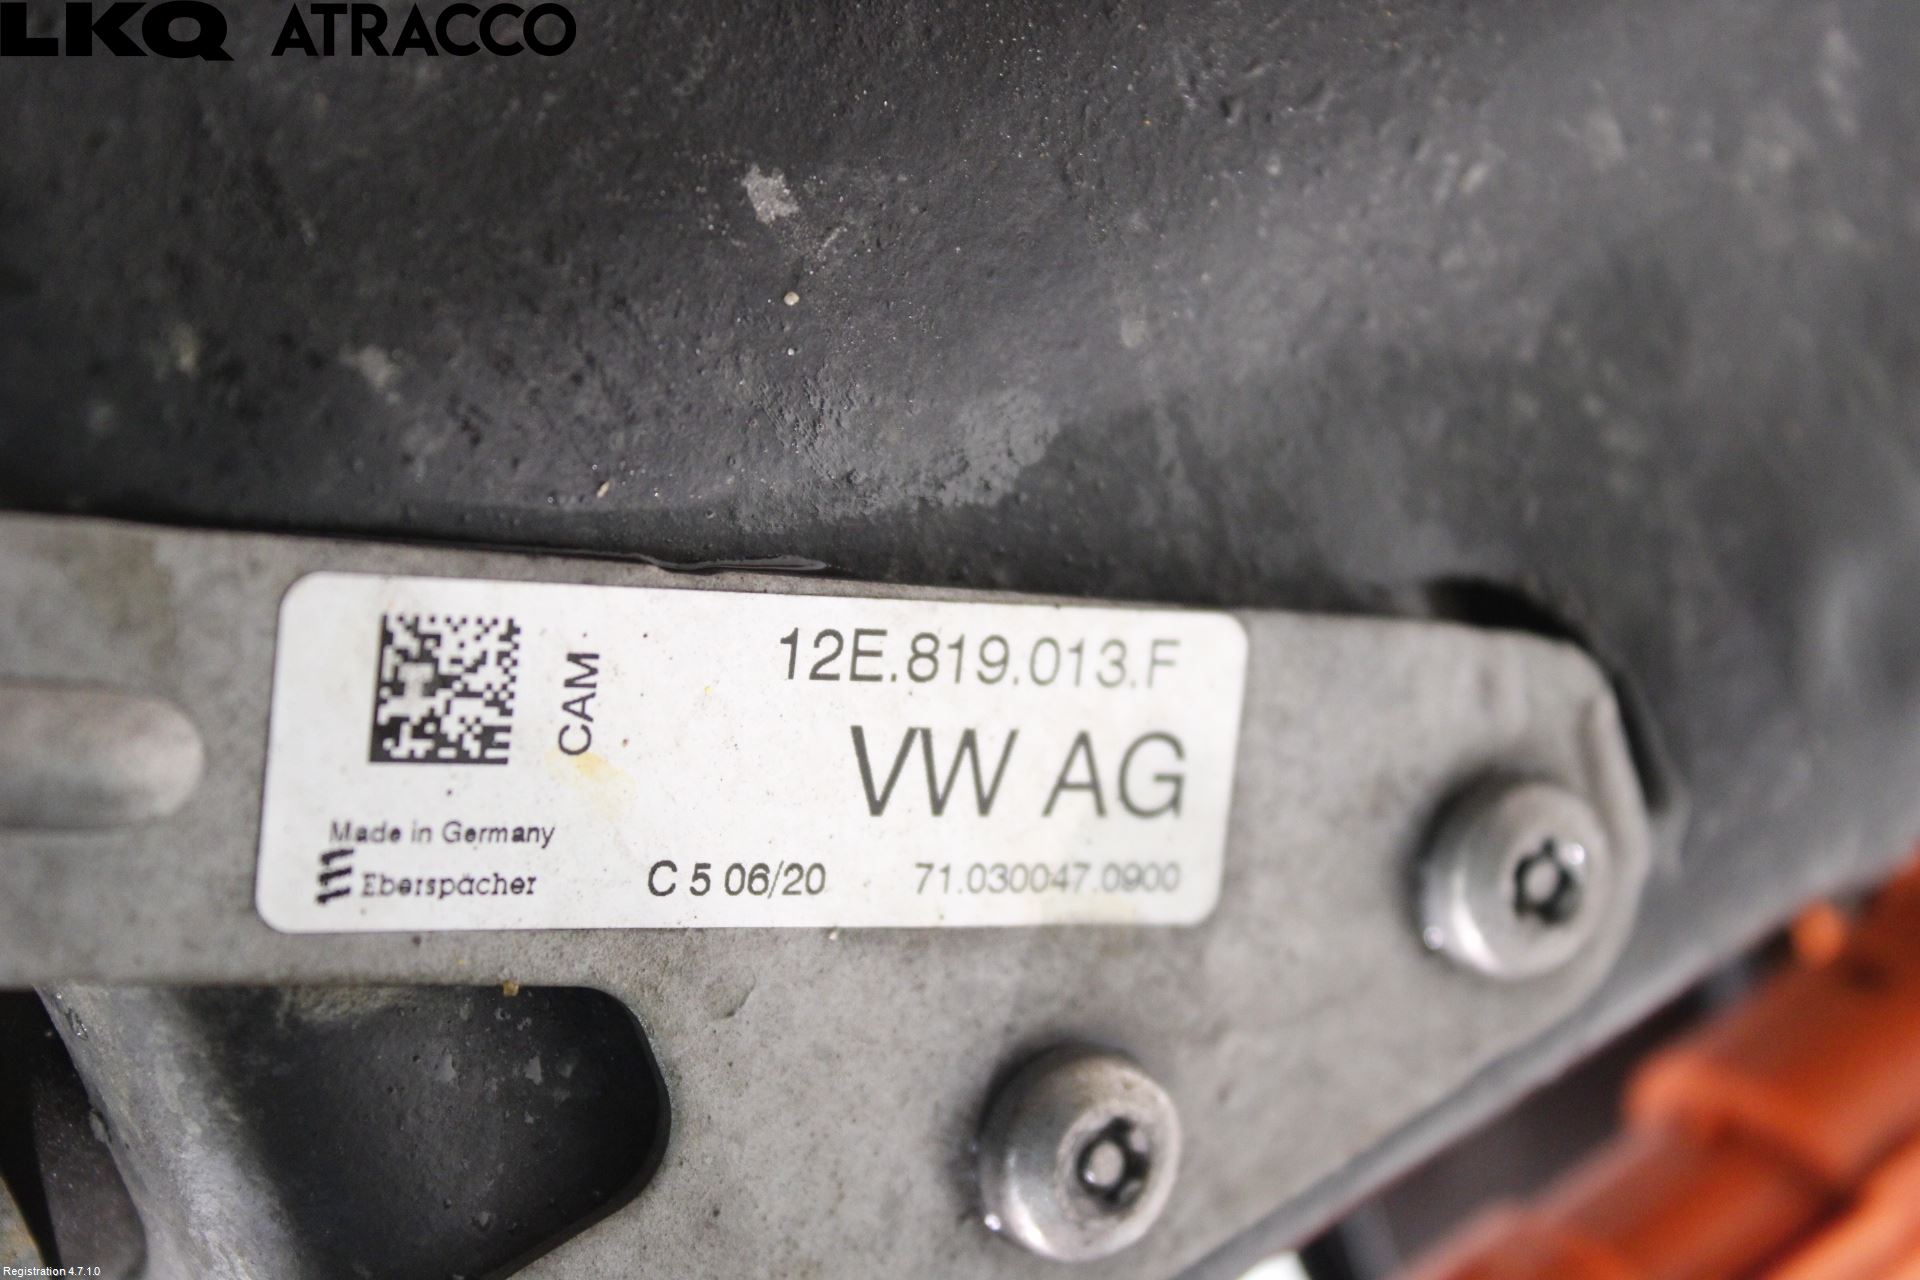 LKQ ATRACCO
12E.819.013.F
CAM
VW AG
Made in Germany
Eberspächer
C 5 06/20
71.030047.0900
Registration 4.7.1.0